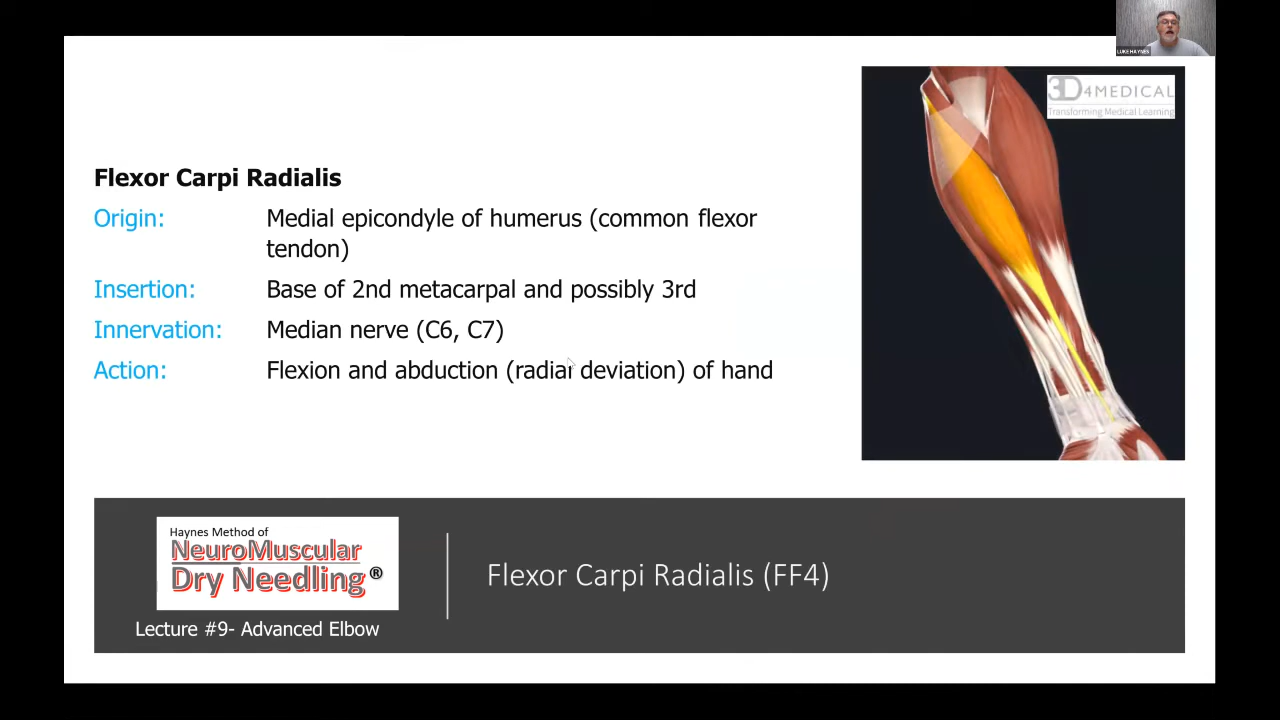 LUKE HAYNES
3D4MEDICAL
Transforming Medical Learning
Flexor Carpi Radialis
Origin: Medial epicondyle of humerus (common flexor
tendon)
Insertion: Base of 2nd metacarpal and possibly 3rd
Innervation: Median nerve (C6, C7)
Action: Flexion and abduction (radial deviation) of hand
Haynes Method of
NeuroMuscular
Dry Needling®
Lecture #9- Advanced Elbow
Flexor Carpi Radialis (FF4)